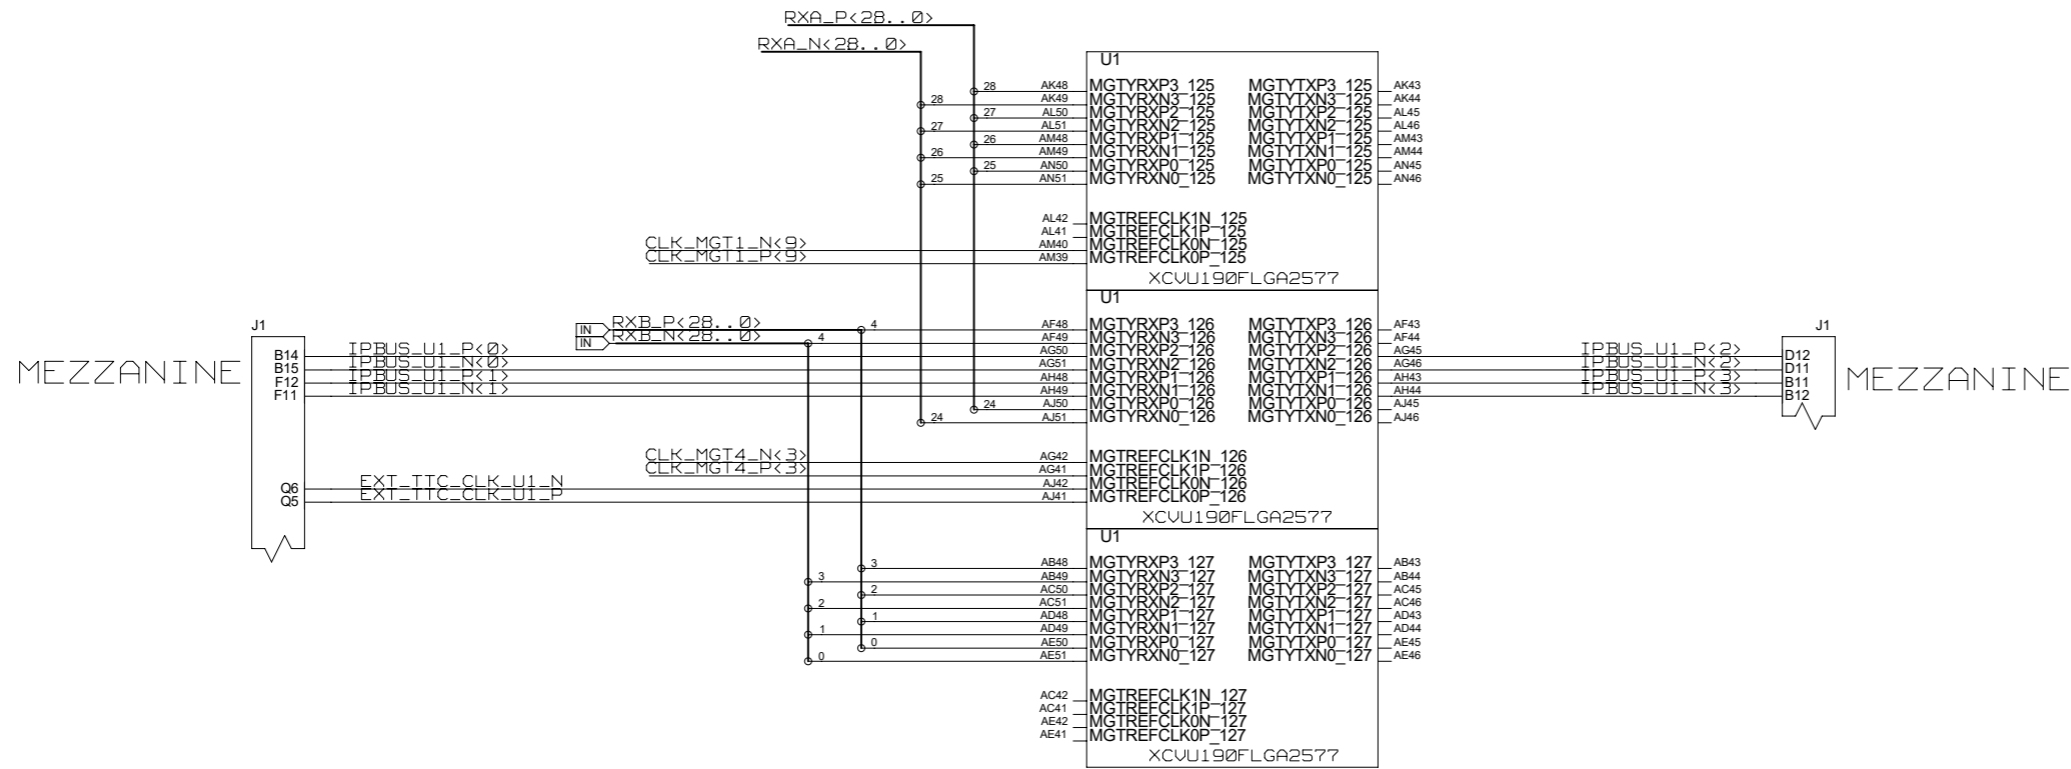 RXA_P<28..0>
RXA_N<28..0>
U1
28 AK48 MGTYRXP3_125 MGTYTXP3_125 AK43
28 AK49 MGTYRXN3_125 MGTYTXN3_125 AK44
27 AL50 MGTYRXP2_125 MGTYTXP2_125 AL45
27 AL51 MGTYRXN2_125 MGTYTXN2_125 AL46
26 AM48 MGTYRXP1_125 MGTYTXP1_125 AM43
26 AM49 MGTYRXN1_125 MGTYTXN1_125 AM44
25 AN50 MGTYRXP0_125 MGTYTXP0_125 AN45
25 AN51 MGTYRXN0_125 MGTYTXN0_125 AN46
AL42 MGTREFCLK1N_125
AL41 MGTREFCLK1P_125
CLK_MGT1_N<9> AM40 MGTREFCLK0N_125
CLK_MGT1_P<9> AM39 MGTREFCLK0P_125
XCVU190FLGA2577
U1
IN RXB_P<28..0> 4 AF48 MGTYRXP3_126 MGTYTXP3_126 AF43
IN RXB_N<28..0> 4 AF49 MGTYRXN3_126 MGTYTXN3_126 AF44
J1 J1
B14 IPBUS_U1_P<0> AG50 MGTYRXP2_126 MGTYTXP2_126 AG45 IPBUS_U1_P<2> D12
B15 IPBUS_U1_N<0> AG51 MGTYRXN2_126 MGTYTXN2_126 AG46 IPBUS_U1_N<2> D11
MEZZANINE MEZZANINE
F12 IPBUS_U1_P<1> AH48 MGTYRXP1_126 MGTYTXP1_126 AH43 IPBUS_U1_P<3> B11
F11 IPBUS_U1_N<1> AH49 MGTYRXN1_126 MGTYTXN1_126 AH44 IPBUS_U1_N<3> B12
24 AJ50 MGTYRXP0_126 MGTYTXP0_126 AJ45
24 AJ51 MGTYRXN0_126 MGTYTXN0_126 AJ46
CLK_MGT4_N<3> AG42 MGTREFCLK1N_126
CLK_MGT4_P<3> AG41 MGTREFCLK1P_126
Q6 EXT_TTC_CLK_U1_N AJ42 MGTREFCLK0N_126
Q5 EXT_TTC_CLK_U1_P AJ41 MGTREFCLK0P_126
XCVU190FLGA2577
U1
3 AB48 MGTYRXP3_127 MGTYTXP3_127 AB43
3 AB49 MGTYRXN3_127 MGTYTXN3_127 AB44
2 AC50 MGTYRXP2_127 MGTYTXP2_127 AC45
2 AC51 MGTYRXN2_127 MGTYTXN2_127 AC46
1 AD48 MGTYRXP1_127 MGTYTXP1_127 AD43
1 AD49 MGTYRXN1_127 MGTYTXN1_127 AD44
0 AE50 MGTYRXP0_127 MGTYTXP0_127 AE45
0 AE51 MGTYRXN0_127 MGTYTXN0_127 AE46
AC42 MGTREFCLK1N_127
AC41 MGTREFCLK1P_127
AE42 MGTREFCLK0N_127
AE41 MGTREFCLK0P_127
XCVU190FLGA2577